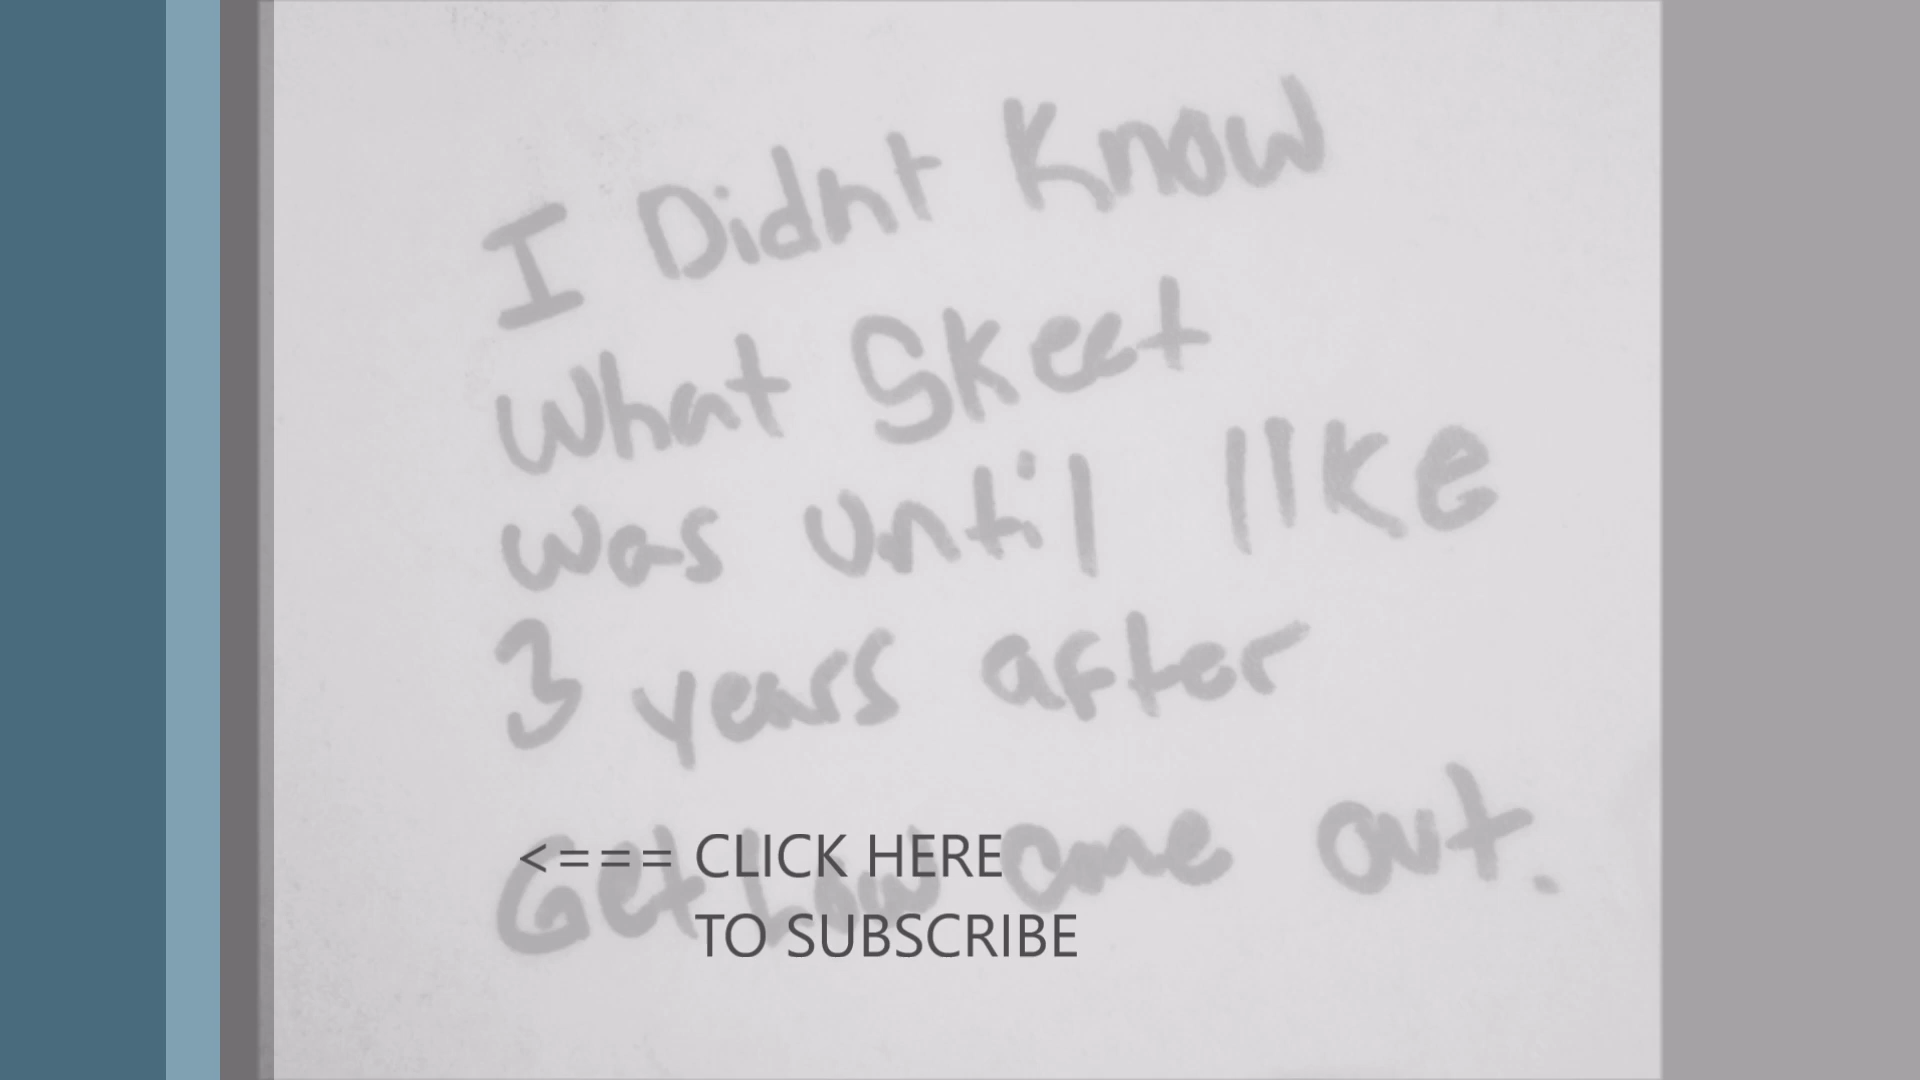 I Didnt Know
What Skeet
was until like
3 years after
Get Low came out.
<=== CLICK HERE
TO SUBSCRIBE